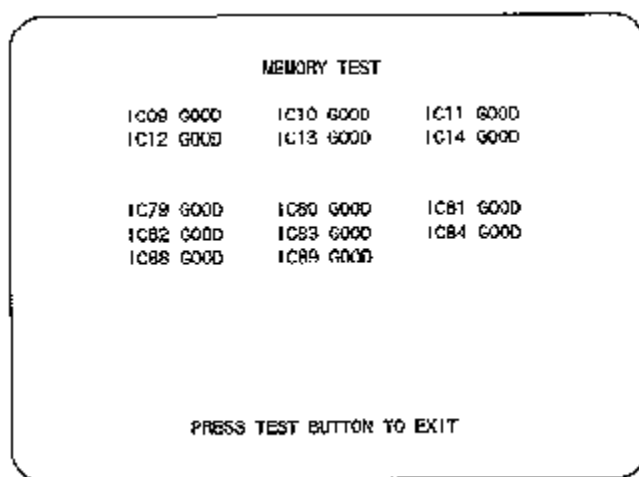 MEMORY TEST
IC09 GOOD IC10 GOOD IC11 GOOD
IC12 GOOD IC13 GOOD IC14 GOOD
IC79 GOOD IC80 GOOD IC81 GOOD
IC82 GOOD IC83 GOOD IC84 GOOD
IC88 GOOD IC89 GOOD
PRESS TEST BUTTON TO EXIT